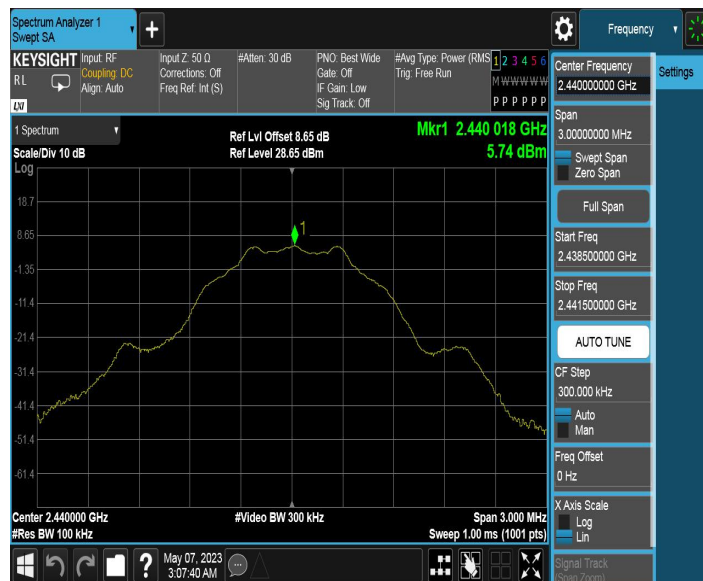 Spectrum Analyzer 1
Swept SA
+
Frequency
KEYSIGHT
RL
LXI
Input: RF
Coupling: DC
Align: Auto
Input Z: 50 Ω
Corrections: Off
Freq Ref: Int (S)
#Atten: 30 dB
PNO: Best Wide
Gate: Off
IF Gain: Low
Sig Track: Off
#Avg Type: Power (RMS
Trig: Free Run
1 2 3 4 5 6
M W W W W W
P P P P P P
Center Frequency
2.440000000 GHz
Settings
Span
3.00000000 MHz
Swept Span
Zero Span
Full Span
Start Freq
2.438500000 GHz
Stop Freq
2.441500000 GHz
AUTO TUNE
CF Step
300.000 kHz
Auto
Man
Freq Offset
0 Hz
X Axis Scale
Log
Lin
Signal Track
(Span Zoom)
1 Spectrum
Scale/Div 10 dB
Log
Ref Lvl Offset 8.65 dB
Ref Level 28.65 dBm
Mkr1 2.440 018 GHz
5.74 dBm
18.7
8.65
-1.35
-11.4
-21.4
-31.4
-41.4
-51.4
-61.4
1
Center 2.440000 GHz
#Res BW 100 kHz
#Video BW 300 kHz
Span 3.000 MHz
Sweep 1.00 ms (1001 pts)
?
May 07, 2023
3:07:40 AM